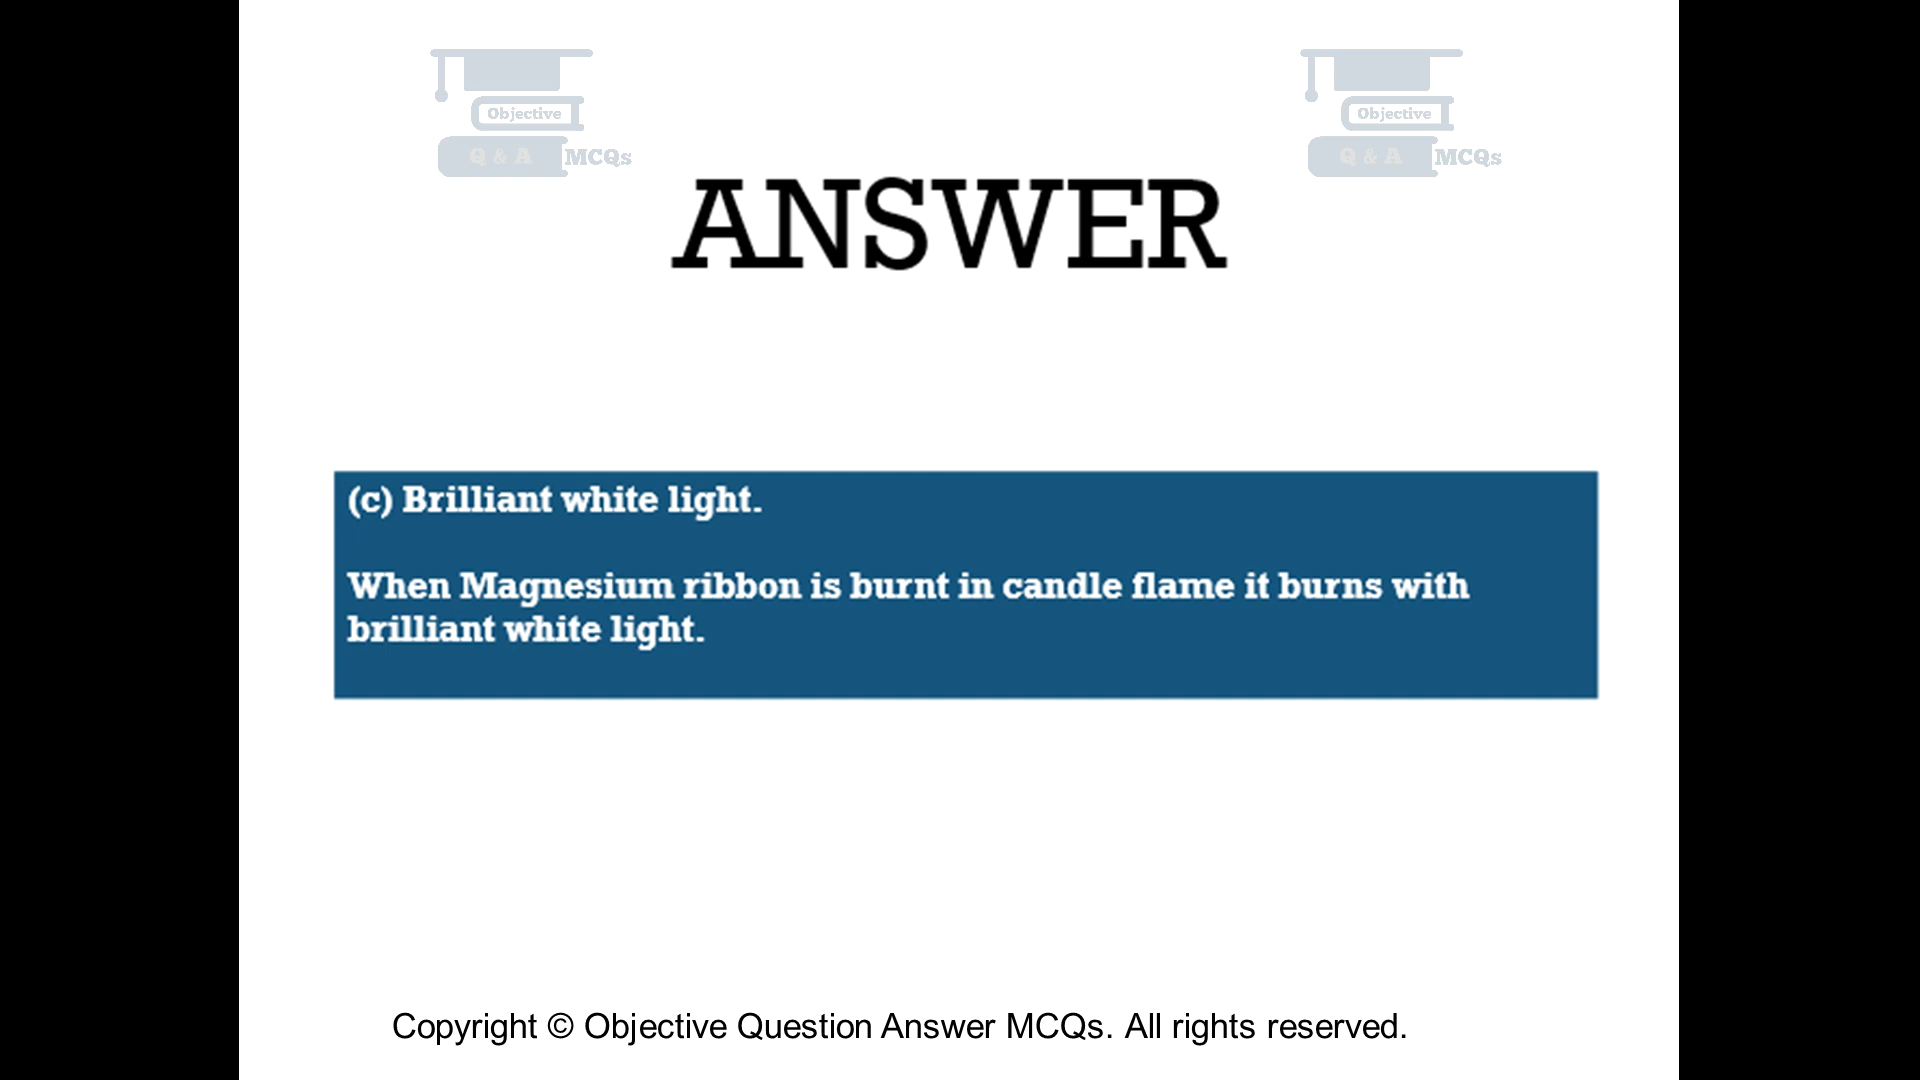 Objective
Q & A MCQs
Objective
Q & A MCQs
ANSWER
(c) Brilliant white light.
When Magnesium ribbon is burnt in candle flame it burns with
brilliant white light.
Copyright © Objective Question Answer MCQs. All rights reserved.